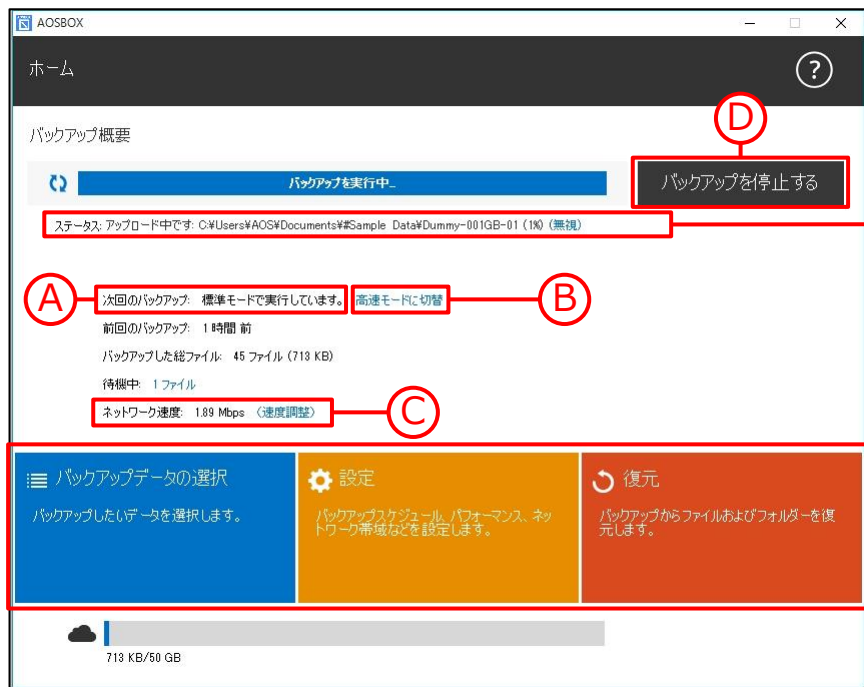 AOSBOX
ホーム
?
バックアップ概要
D
バックアップを実行中...
バックアップを停止する
ステータス: アップロード中です: C:¥Users¥AOS¥Documents¥#Sample Data¥Dummy-001GB-01 (1%) (無視)
A
次回のバックアップ: 標準モードで実行しています。 高速モードに切替
B
前回のバックアップ: 1 時間 前
バックアップした総ファイル: 45 ファイル (713 KB)
待機中: 1 ファイル
ネットワーク速度: 1.89 Mbps (速度調整)
C
バックアップデータの選択
バックアップしたいデータを選択します。
設定
バックアップスケジュール、パフォーマンス、ネッ
トワーク帯域などを設定します。
復元
バックアップからファイルおよびフォルダーを復
元します。
713 KB/50 GB